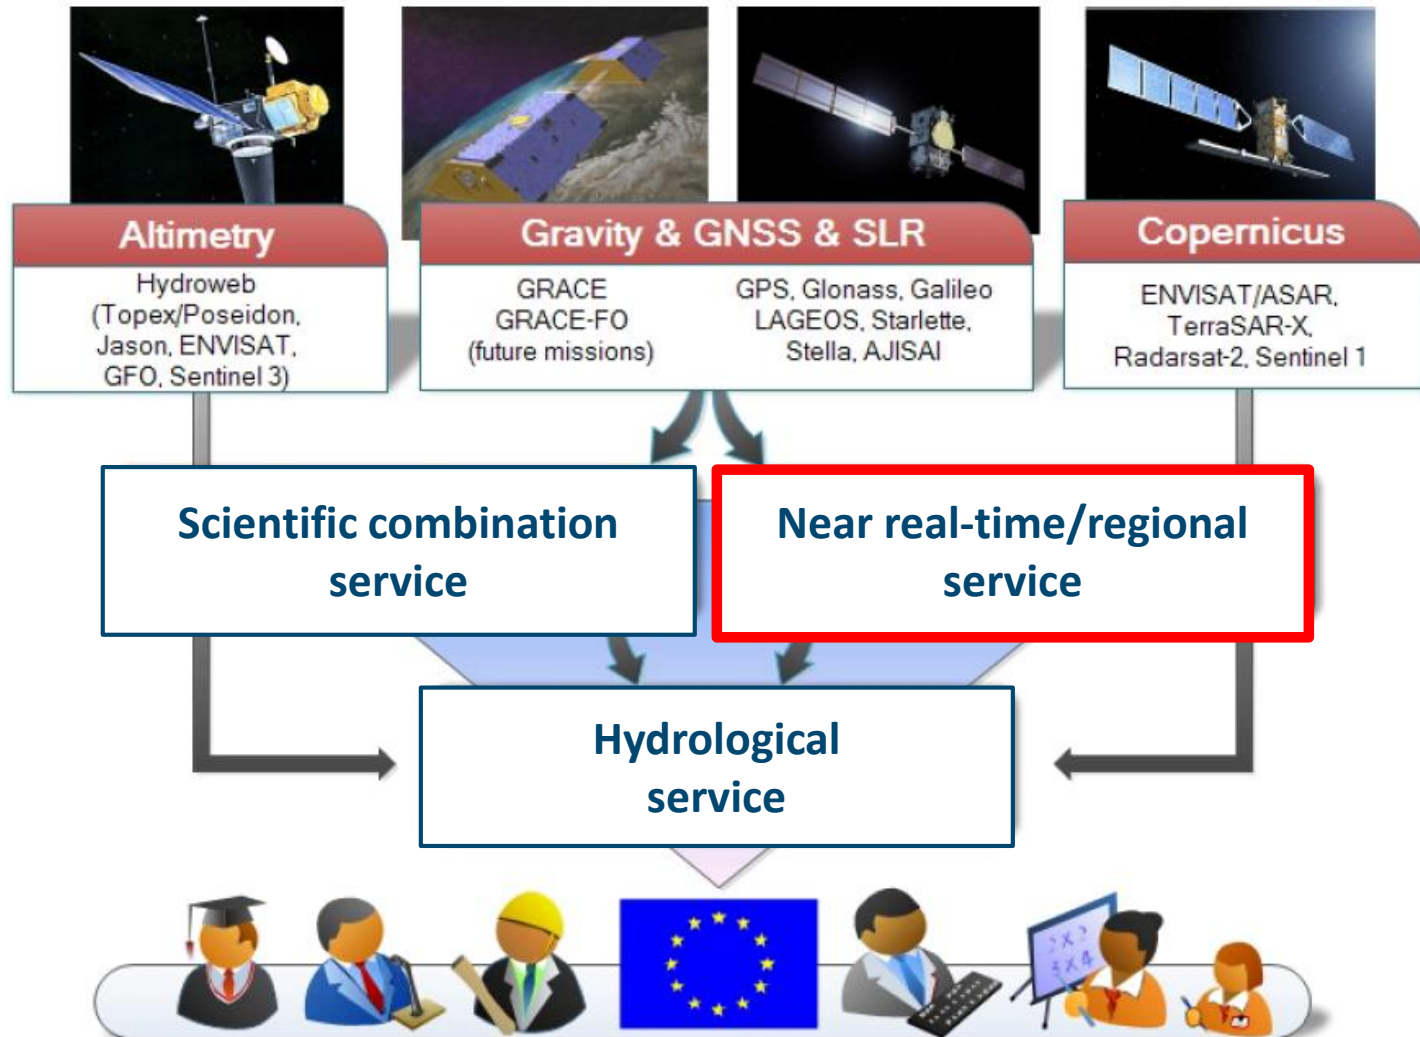 Altimetry
Hydroweb
(Topex/Poseidon,
Jason, ENVISAT,
GFO, Sentinel 3)
Gravity & GNSS & SLR
GRACE
GRACE-FO
(future missions)
GPS, Glonass, Galileo
LAGEOS, Starlette,
Stella, AJISAI
Copernicus
ENVISAT/ASAR,
TerraSAR-X,
Radarsat-2, Sentinel 1
Scientific combination
service
Near real-time/regional
service
Hydrological
service
2X2
3X4